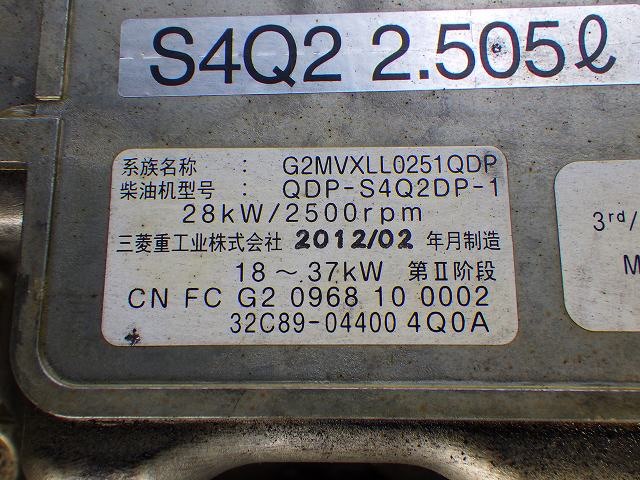 S4Q2 2.505ℓ
系族名称 : G2MVXLL0251QDP
柴油机型号 : QDP-S4Q2DP-1
28kW/2500rpm
三菱重工业株式会社 2012/02 年月制造
18～37kW 第Ⅱ阶段
CN FC G2 0968 10 0002
32C89-04400 4Q0A
3rd/
M